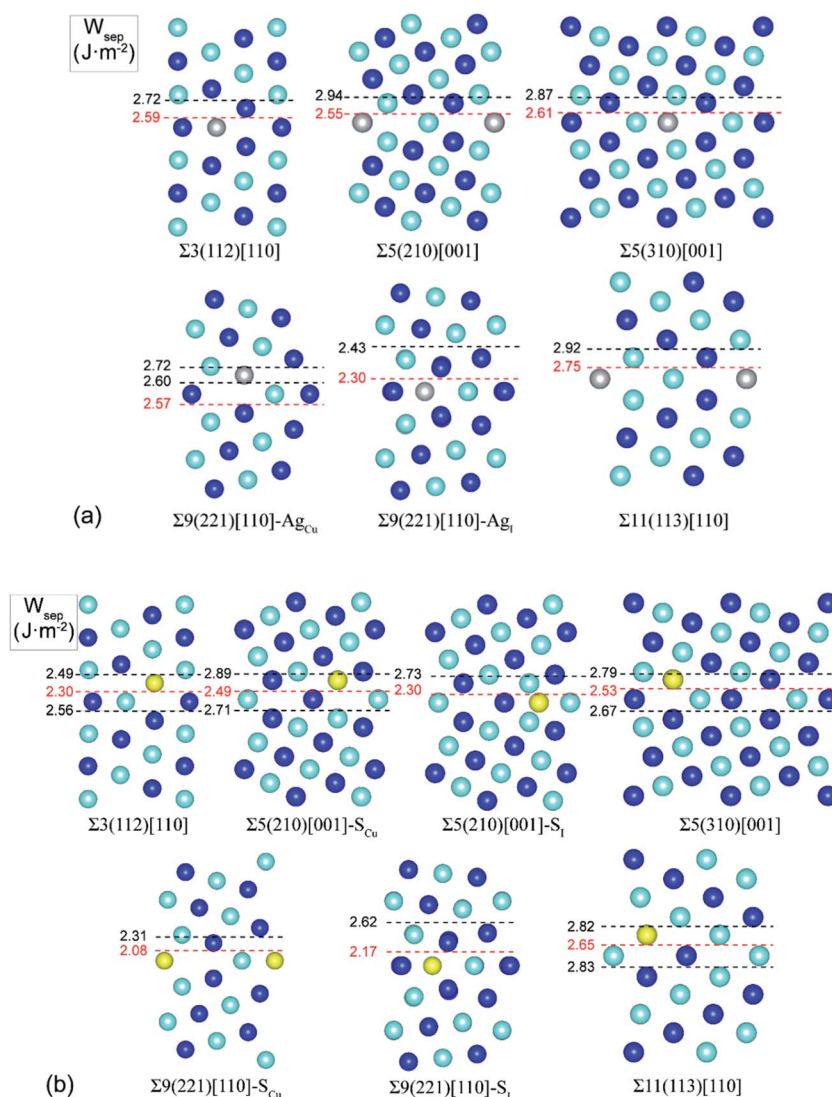 W_sep
(J·m⁻²)
2.72
2.59
2.94
2.55
2.87
2.61
Σ3(112)[110]
Σ5(210)[001]
Σ5(310)[001]
2.72
2.60
2.57
2.43
2.30
2.92
2.75
(a)
Σ9(221)[110]-Ag_Cu
Σ9(221)[110]-Ag_I
Σ11(113)[110]
W_sep
(J·m⁻²)
2.49
2.30
2.56
2.89
2.49
2.71
2.73
2.30
2.79
2.53
2.67
Σ3(112)[110]
Σ5(210)[001]-S_Cu
Σ5(210)[001]-S_I
Σ5(310)[001]
2.31
2.08
2.62
2.17
2.82
2.65
2.83
(b)
Σ9(221)[110]-S_Cu
Σ9(221)[110]-S_I
Σ11(113)[110]